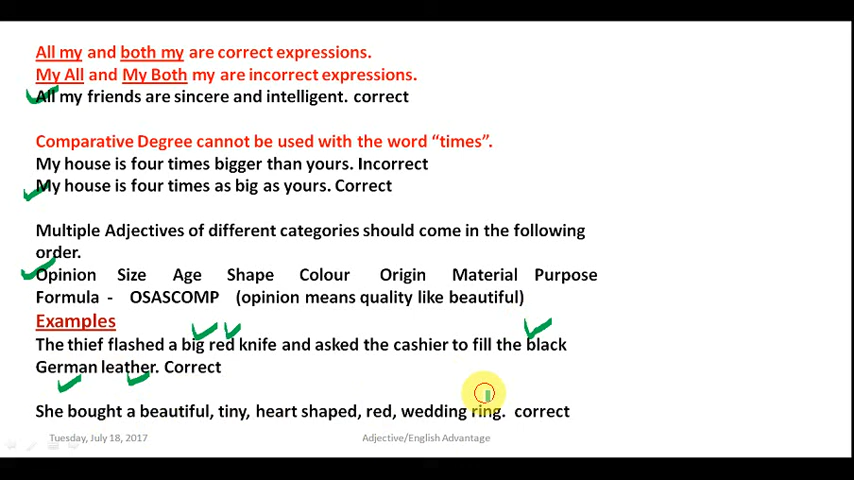 All my and both my are correct expressions.
My All and My Both my are incorrect expressions.
All my friends are sincere and intelligent. correct
Comparative Degree cannot be used with the word “times”.
My house is four times bigger than yours. Incorrect
My house is four times as big as yours. Correct
Multiple Adjectives of different categories should come in the following
order.
Opinion Size Age Shape Colour Origin Material Purpose
Formula - OSASCOMP (opinion means quality like beautiful)
Examples
The thief flashed a big red knife and asked the cashier to fill the black
German leather. Correct
She bought a beautiful, tiny, heart shaped, red, wedding ring. correct
Tuesday, July 18, 2017 Adjective/English Advantage